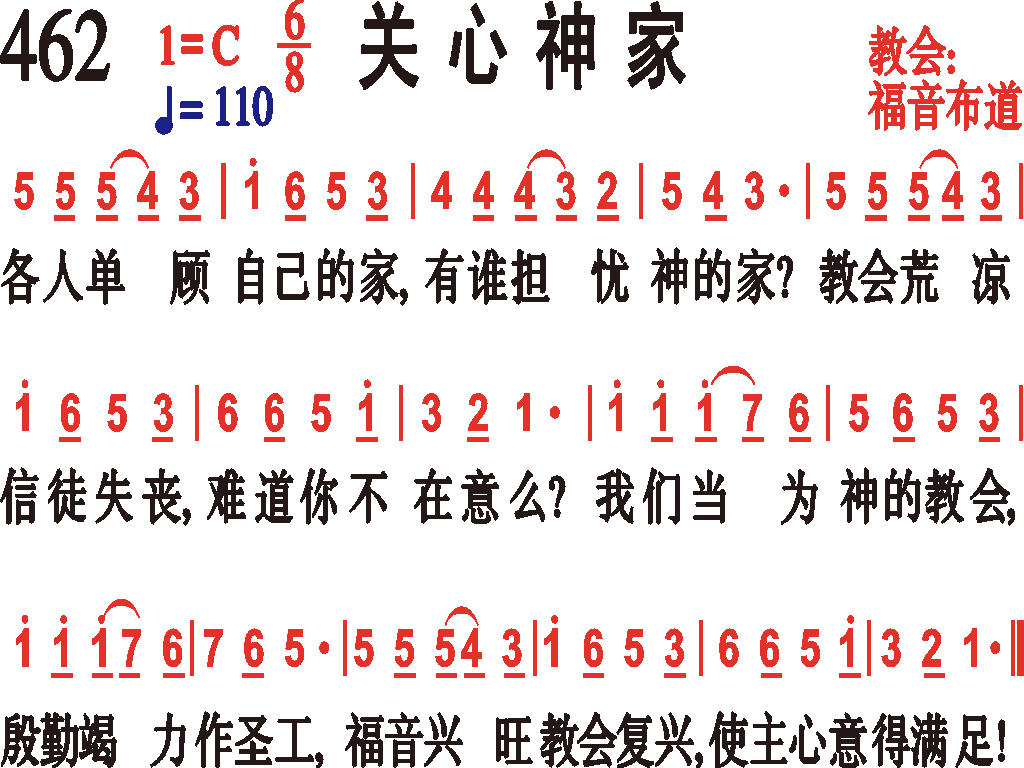 462 1=C 6/8 关心神家 教会:
♩=110 福音布道
5 5 5 4 3 | i 6 5 3 | 4 4 4 3 2 | 5 4 3 · | 5 5 5 4 3 |
各人单 顾 自己的家, 有谁担 忧 神的家? 教会荒 凉
i 6 5 3 | 6 6 5 i | 3 2 1 · | i i i 7 6 | 5 6 5 3 |
信徒失丧, 难道你不 在意么? 我们当 为 神的教会,
i i i 7 6 | 7 6 5 · | 5 5 5 4 3 | i 6 5 3 | 6 6 5 i | 3 2 1 · ‖
殷勤竭 力作圣工, 福音兴 旺教会复兴,使主心意得满足!